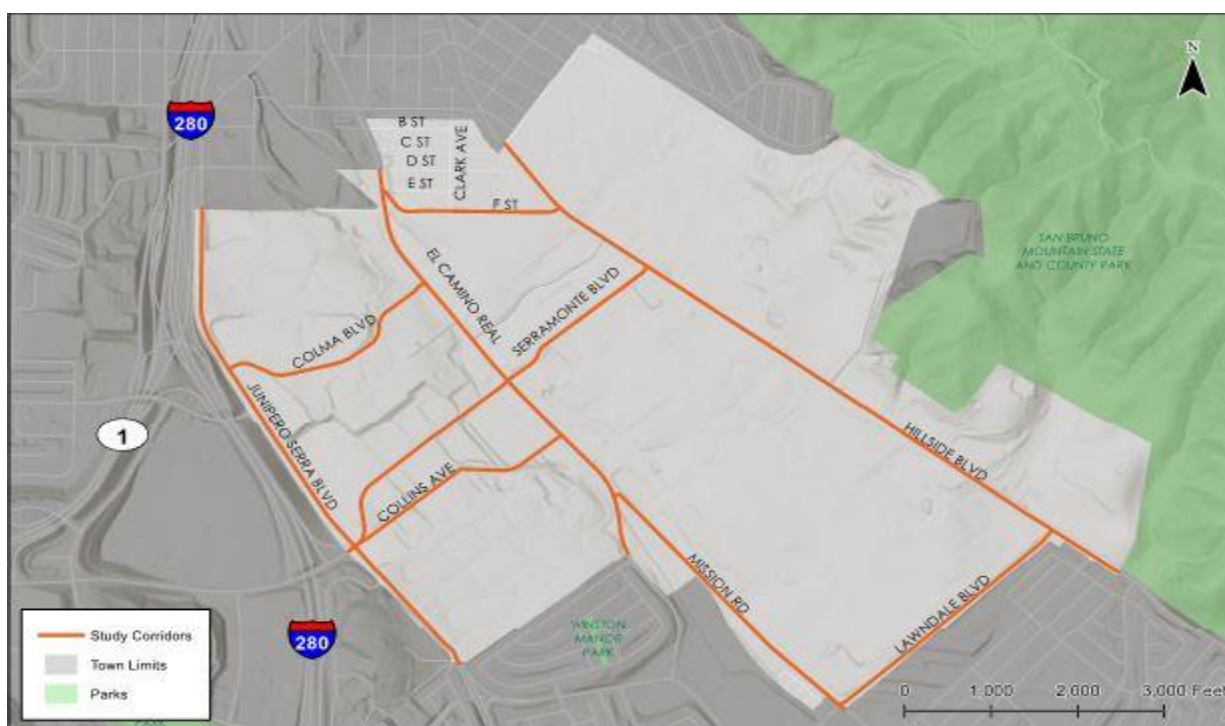 N
280
B ST
C ST
D ST
E ST
CLARK AVE
F ST
SAN BRUNO
MOUNTAIN STATE
AND COUNTY PARK
EL CAMINO REAL
SERRAMONTE BLVD
COLMA BLVD
JUNIPERO SERRA BLVD
1
HILLSIDE BLVD
COLLINS AVE
MISSION RD
LAWNDALE BLVD
WINSTON
MANOR
PARK
280
Study Corridors
Town Limits
Parks
0 1,000 2,000 3,000 Feet